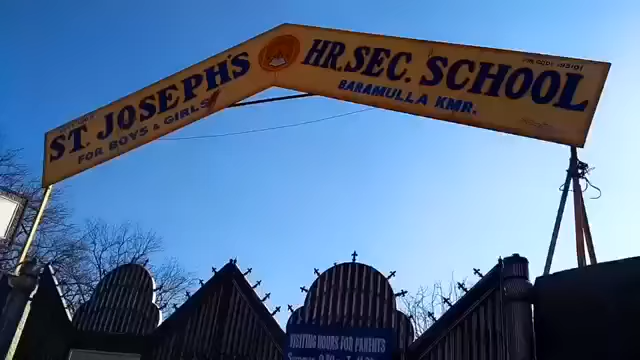 ST. JOSEPH'S
FOR BOYS & GIRLS
HR. SEC. SCHOOL
BARAMULLA KMR.
VISITING HOURS FOR PARENTS